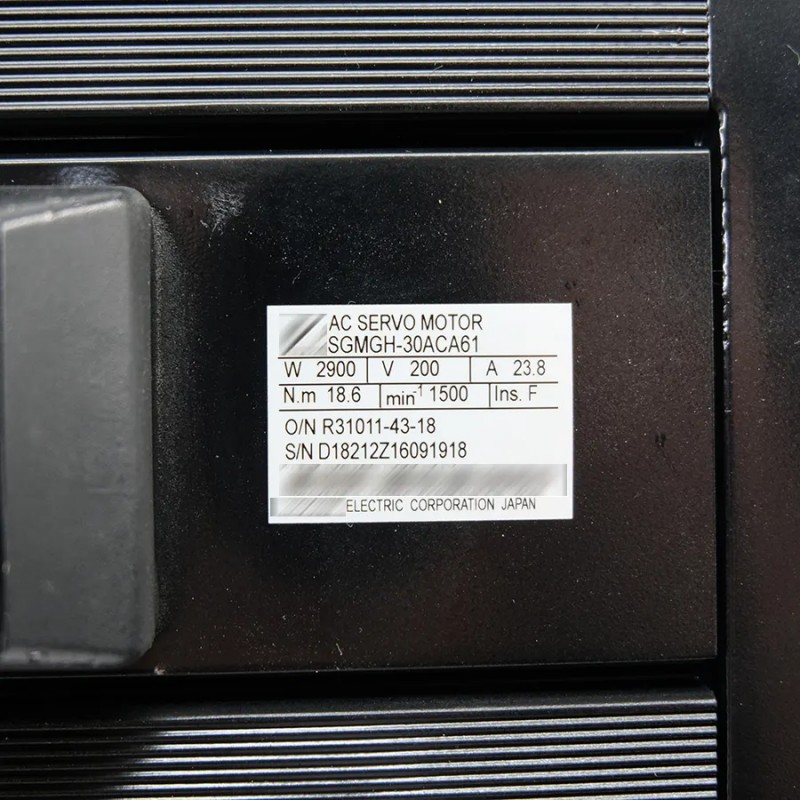 AC SERVO MOTOR
SGMGH-30ACA61
W 2900 V 200 A 23.8
N.m 18.6 min-1 1500 Ins. F
O/N R31011-43-18
S/N D18212Z16091918
ELECTRIC CORPORATION JAPAN